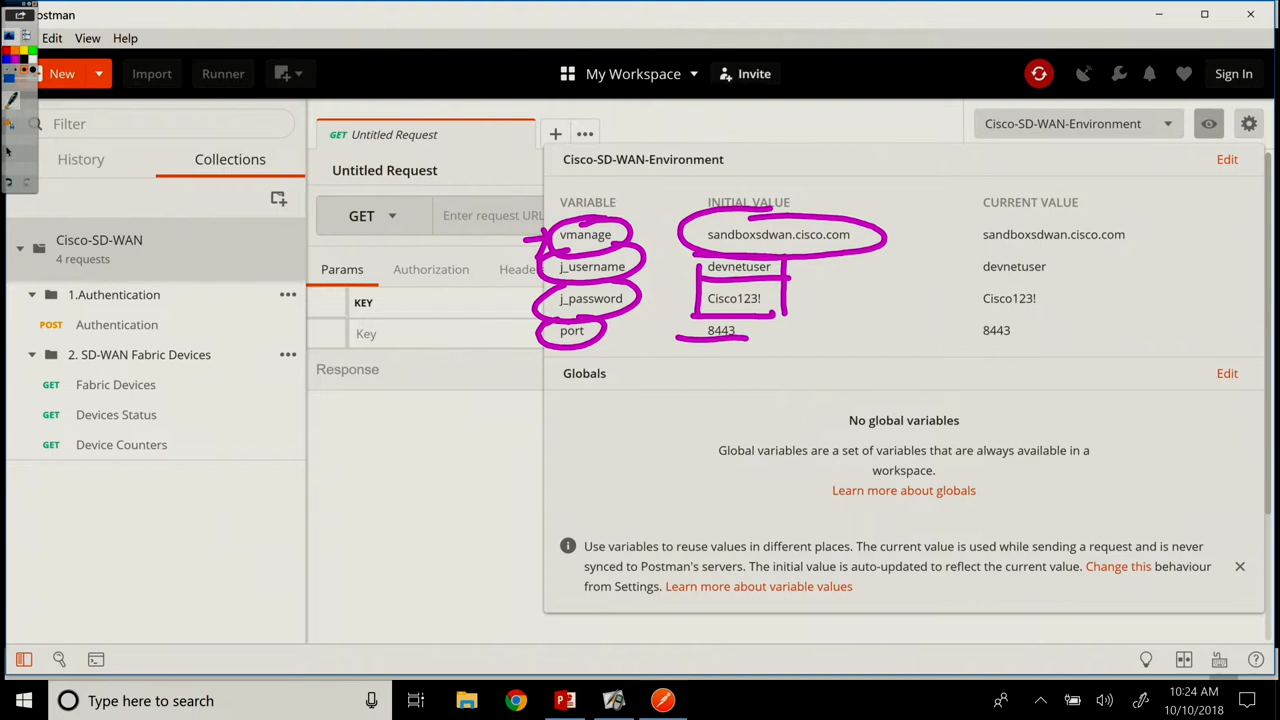 ostman
Edit View Help
New Import Runner My Workspace Invite Sign In
Filter
History Collections
GET Untitled Request
Cisco-SD-WAN-Environment
Untitled Request
GET Enter request URL
Params Authorization Heade
KEY
Key
Response
Cisco-SD-WAN
4 requests
1.Authentication
POST Authentication
2. SD-WAN Fabric Devices
GET Fabric Devices
GET Devices Status
GET Device Counters
Cisco-SD-WAN-Environment Edit
VARIABLE INITIAL VALUE CURRENT VALUE
vmanage sandboxsdwan.cisco.com sandboxsdwan.cisco.com
j_username devnetuser devnetuser
j_password Cisco123! Cisco123!
port 8443 8443
Globals Edit
No global variables
Global variables are a set of variables that are always available in a
workspace.
Learn more about globals
Use variables to reuse values in different places. The current value is used while sending a request and is never
synced to Postman's servers. The initial value is auto-updated to reflect the current value. Change this behaviour
from Settings. Learn more about variable values
Type here to search
10:24 AM
10/10/2018